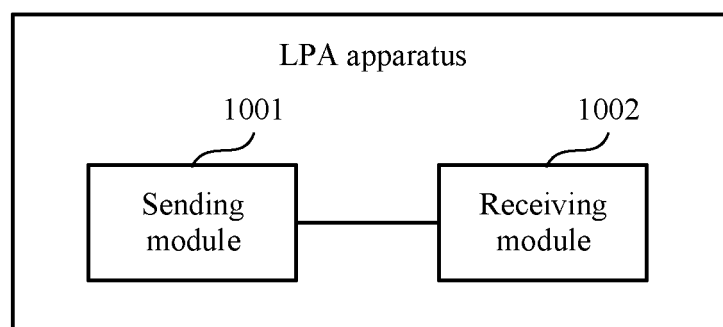 LPA apparatus
1001
1002
Sending
module
Receiving
module